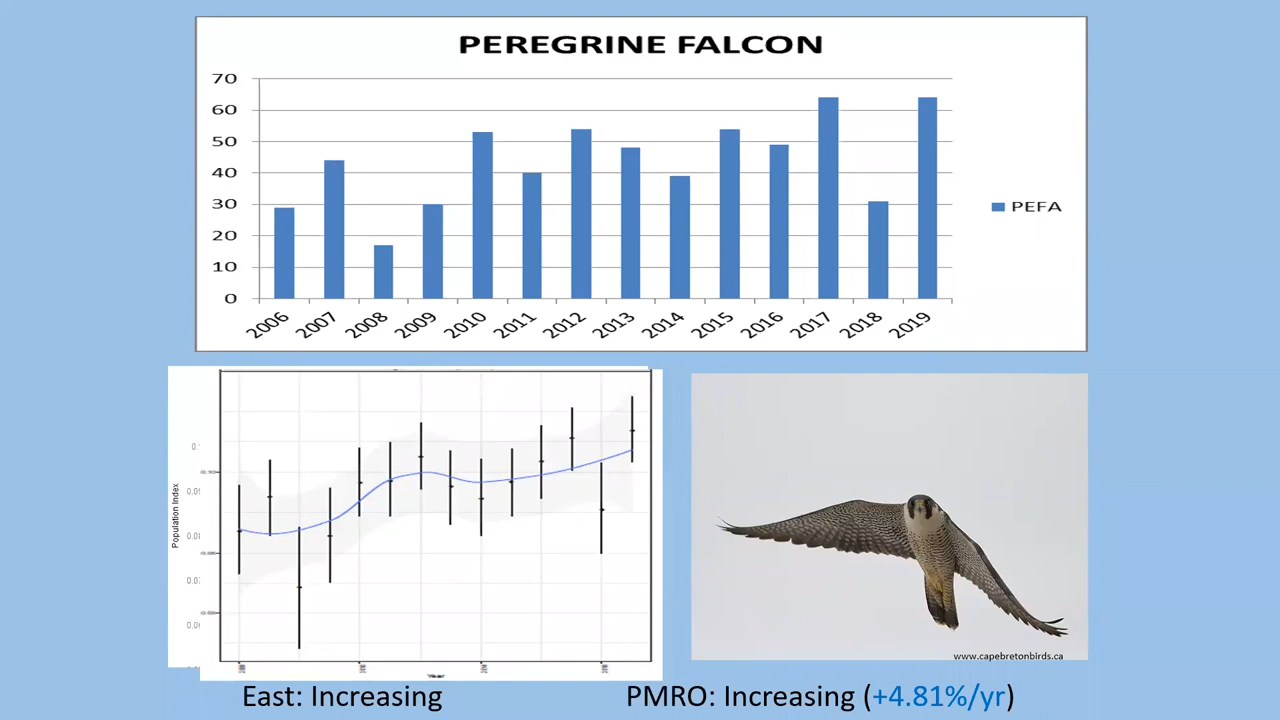 PEREGRINE FALCON
70
60
50
40
30
20
10
0
2006 2007 2008 2009 2010 2011 2012 2013 2014 2015 2016 2017 2018 2019
PEFA
Population Index
Year
www.capebretonbirds.ca
East: Increasing
PMRO: Increasing (+4.81%/yr)